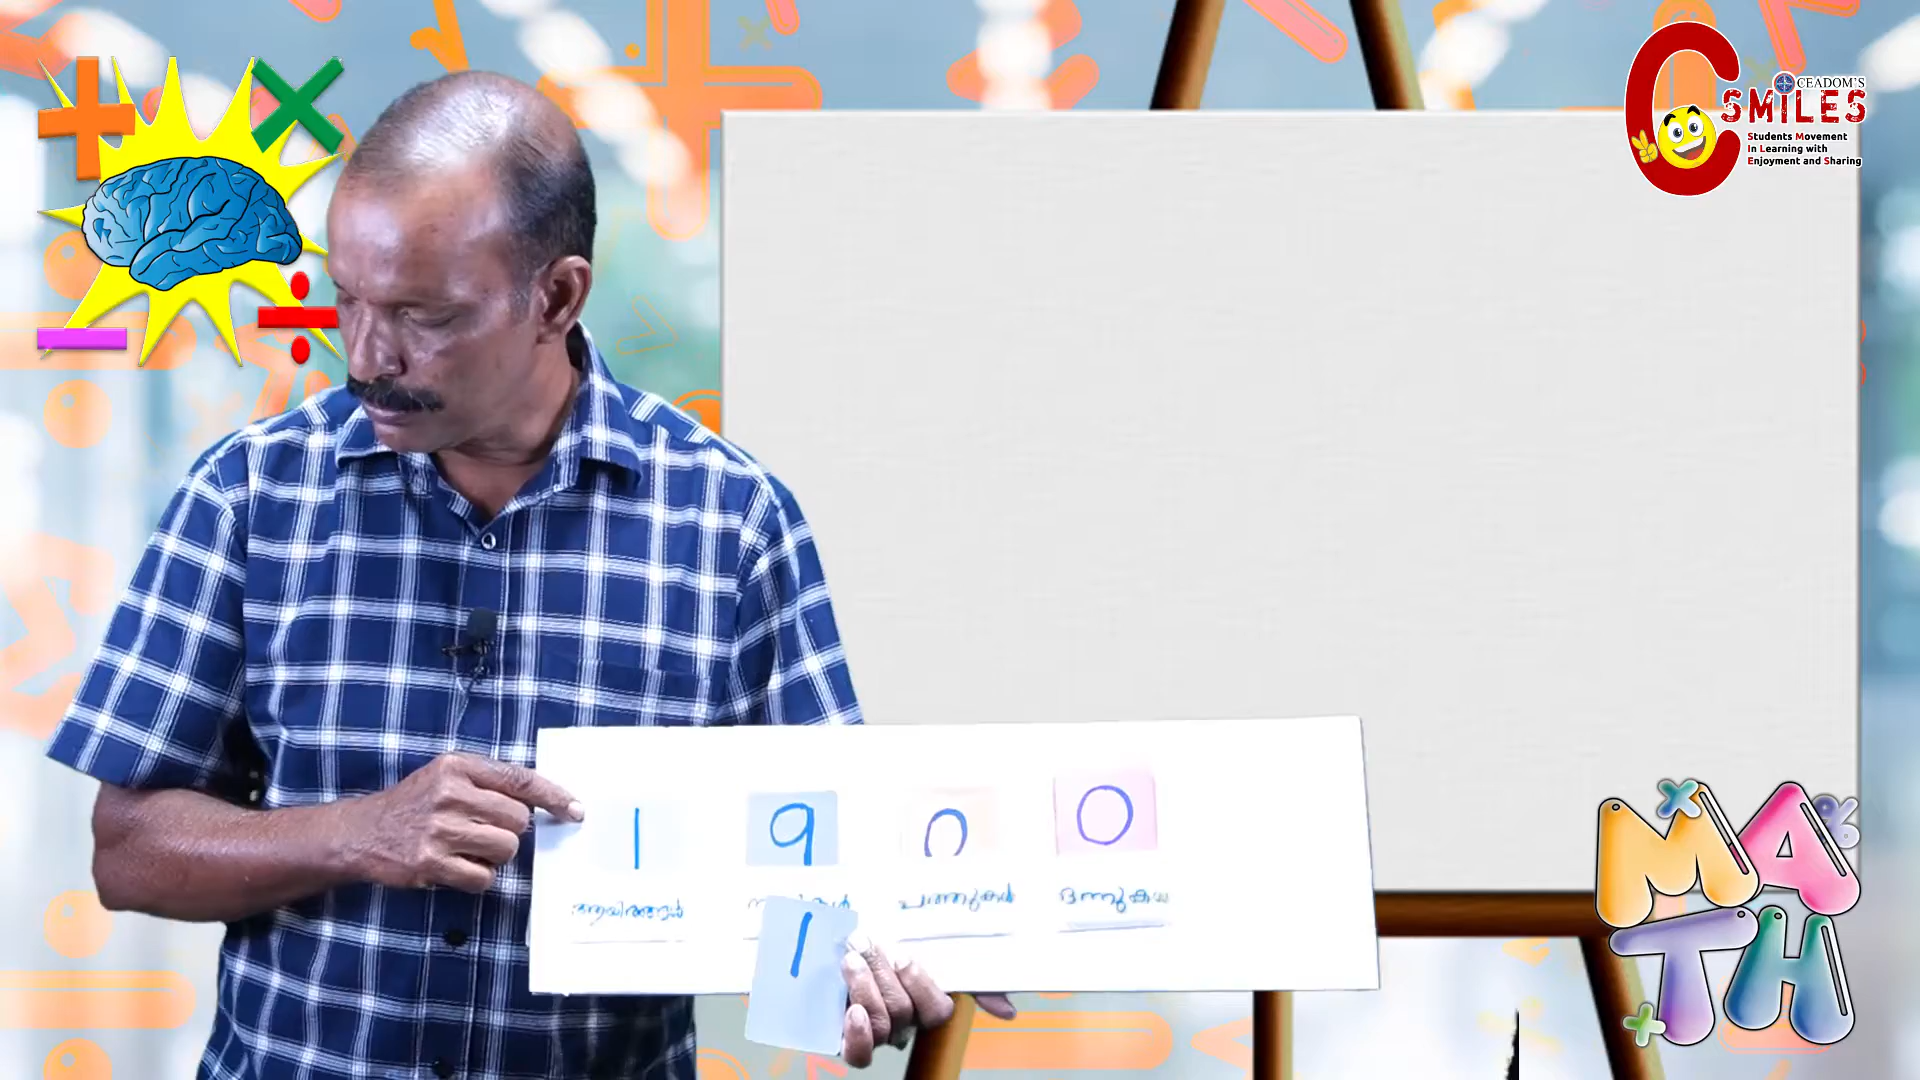 CEADOM'S
C SMILES
Students Movement
In Learning with
Enjoyment and Sharing
1 9 0 0
ആയിരങ്ങൾ പത്തുകൾ ഒന്നുകൾ
1
MATH